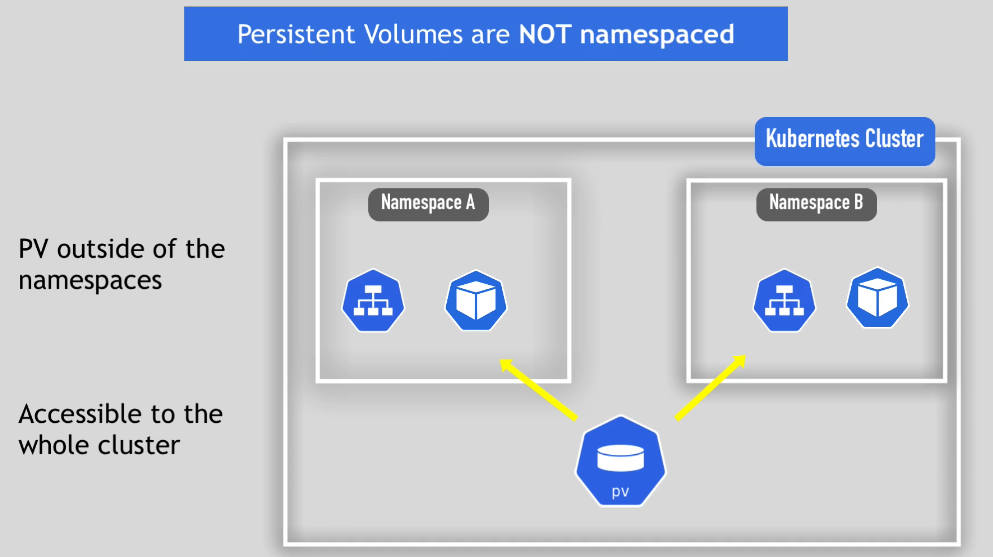 Persistent Volumes are NOT namespaced
Kubernetes Cluster
Namespace A
Namespace B
PV outside of the
namespaces
Accessible to the
whole cluster
pv